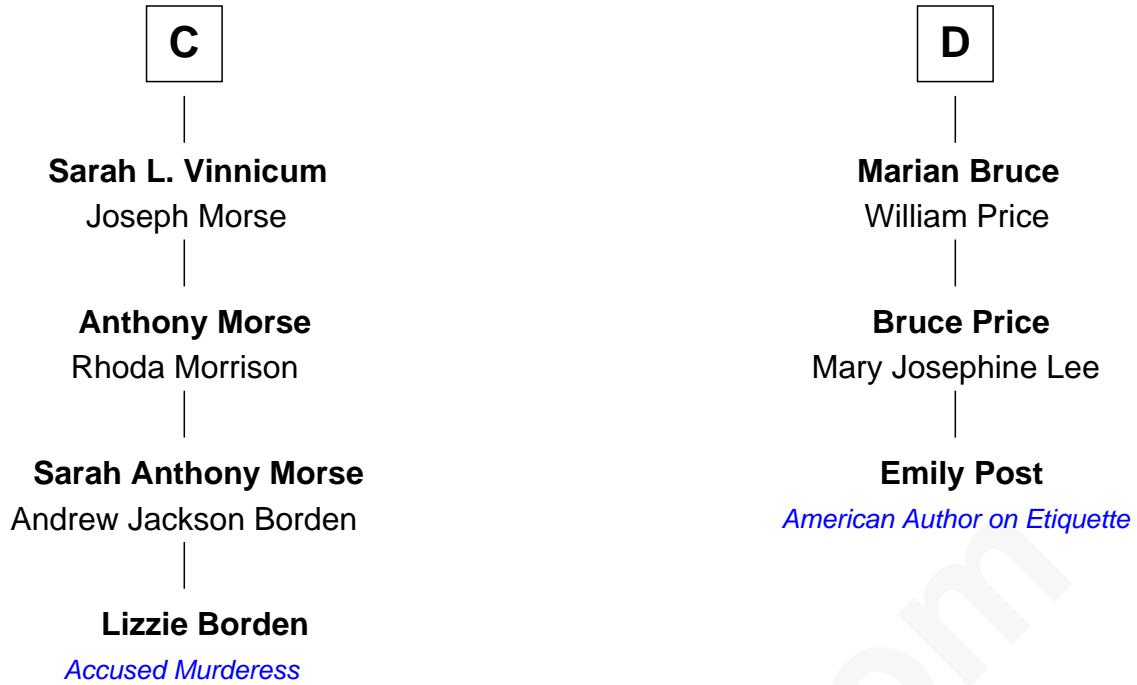 C
Sarah L. Vinnicum
Joseph Morse
Anthony Morse
Rhoda Morrison
Sarah Anthony Morse
Andrew Jackson Borden
Lizzie Borden
Accused Murderess
D
Marian Bruce
William Price
Bruce Price
Mary Josephine Lee
Emily Post
American Author on Etiquette
om